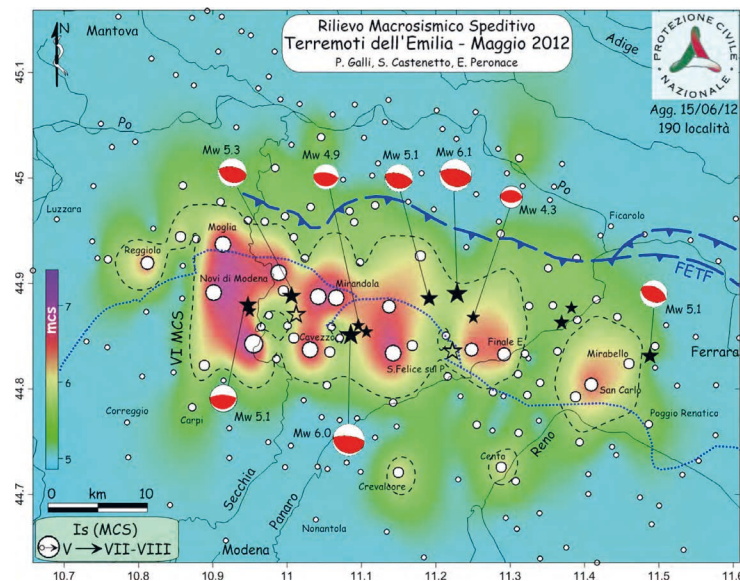 Rilievo Macrosismico Speditivo
Terremoti dell'Emilia - Maggio 2012
P. Galli, S. Castenetto, E. Peronace
PROTEZIONE CIVILE
NAZIONALE
Agg. 15/06/12
190 località
N
Mantova
Adige
Po
Mw 5.3
Mw 4.9
Mw 5.1
Mw 6.1
Mw 4.3
Po
Luzzara
Ficarolo
Moglia
Reggiolo
FETF
Novi di Modena
Mirandola
Mw 5.1
mcs
7
6
5
VI MCS
Cavezzo
Finale E.
Mirabello
Ferrara
S.Felice sul P.
San Carlo
Correggio
Carpi
Mw 5.1
Mw 6.0
Poggio Renatico
Cento
Reno
Crevalcore
Secchia
Panaro
Nonantola
Modena
0 km 10
Is (MCS)
V VII-VIII
45.1
45
44.9
44.8
44.7
10.7 10.8 10.9 11 11.1 11.2 11.3 11.4 11.5 11.6